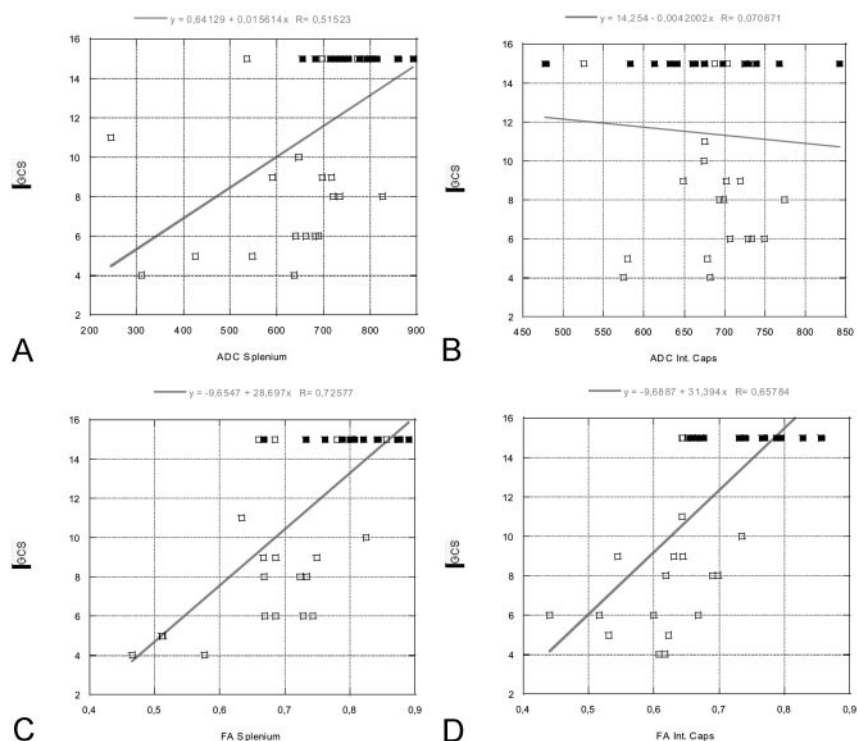 y = 0,64129 + 0,015614x R= 0,51523
16
14
12
10
8
6
4
2
GCS
200 300 400 500 600 700 800 900
ADC Splenium
A
y = 14,254 - 0,0042002x R= 0,070671
16
14
12
10
8
6
4
2
GCS
450 500 550 600 650 700 750 800 850
ADC Int. Caps
B
y = -9,6547 + 28,697x R= 0,72577
16
14
12
10
8
6
4
2
GCS
0,4 0,5 0,6 0,7 0,8 0,9
FA Splenium
C
y = -9,6887 + 31,394x R= 0,65784
16
14
12
10
8
6
4
2
GCS
0,4 0,5 0,6 0,7 0,8 0,9
FA Int. Caps
D